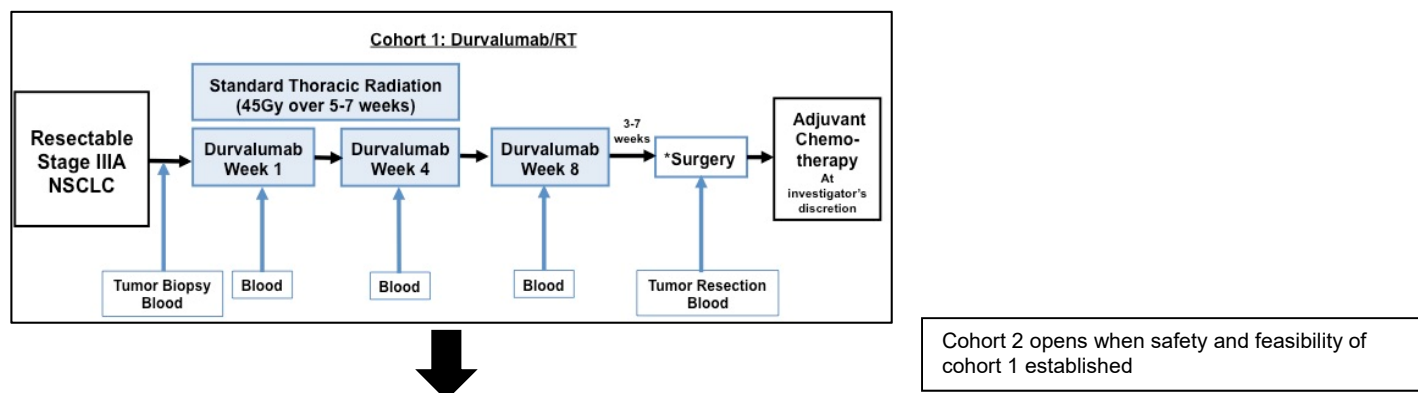 Cohort 1: Durvalumab/RT
Standard Thoracic Radiation
(45Gy over 5-7 weeks)
Resectable
Stage IIIA
NSCLC
Durvalumab
Week 1
Durvalumab
Week 4
Durvalumab
Week 8
3-7
weeks
*Surgery
Adjuvant
Chemo-
therapy
At
investigator's
discretion
Tumor Biopsy
Blood
Blood
Blood
Blood
Tumor Resection
Blood
Cohort 2 opens when safety and feasibility of
cohort 1 established